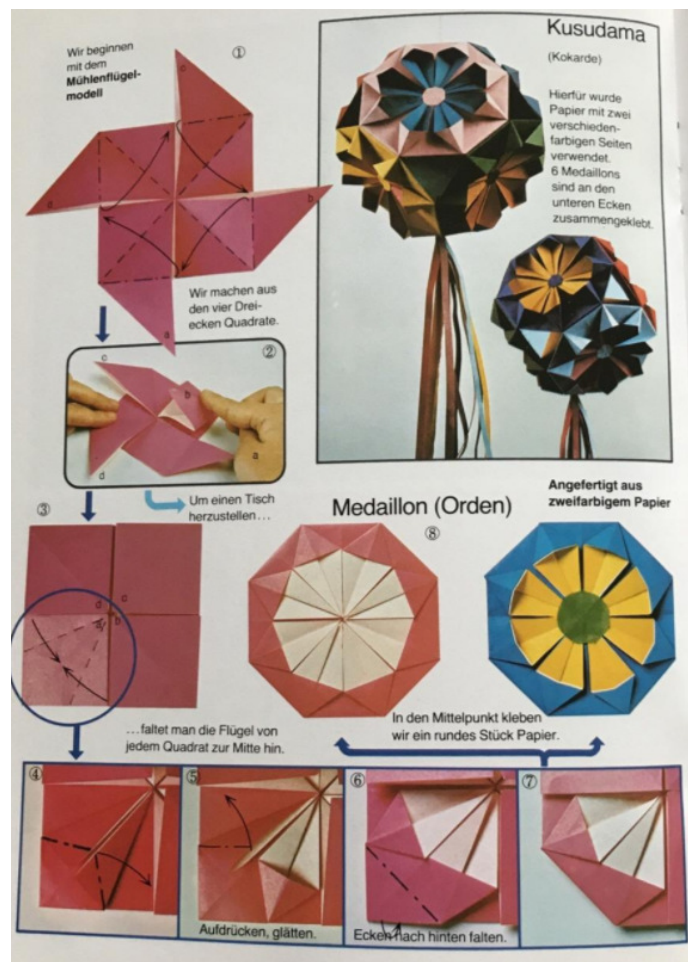 Wir beginnen
mit dem
Mühlenflügel-
modell
①
c
e
b
a
Wir machen aus
den vier Drei-
ecken Quadrate.
Kusudama
(Kokarde)
Hierfür wurde
Papier mit zwei
verschieden-
farbigen Seiten
verwendet.
6 Medaillons
sind an den
unteren Ecken
zusammengeklebt.
②
c
b
a
d
Um einen Tisch
herzustellen…
③
d
c
b
…faltet man die Flügel von
jedem Quadrat zur Mitte hin.
Medaillon (Orden)
⑧
Angefertigt aus
zweifarbigem Papier
In den Mittelpunkt kleben
wir ein rundes Stück Papier.
④
⑤
Aufdrücken, glätten.
⑥
Ecken nach hinten falten.
⑦